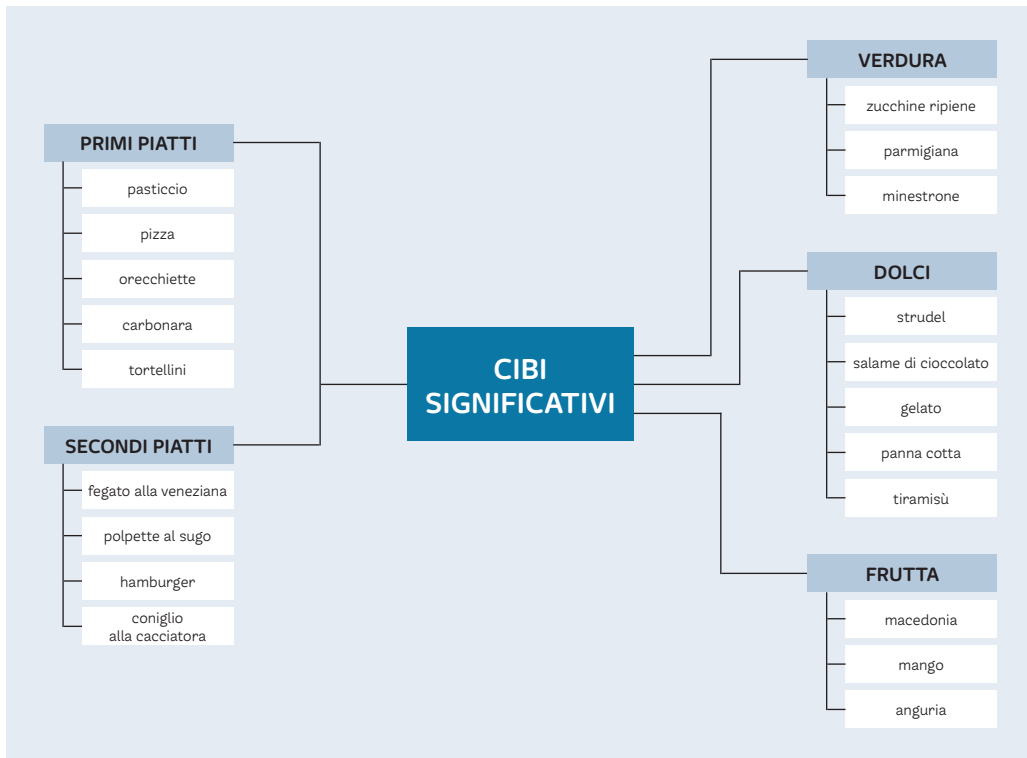 CIBI
SIGNIFICATIVI
PRIMI PIATTI
pasticcio
pizza
orecchiette
carbonara
tortellini
SECONDI PIATTI
fegato alla veneziana
polpette al sugo
hamburger
coniglio
alla cacciatora
VERDURA
zucchine ripiene
parmigiana
minestrone
DOLCI
strudel
salame di cioccolato
gelato
panna cotta
tiramisù
FRUTTA
macedonia
mango
anguria